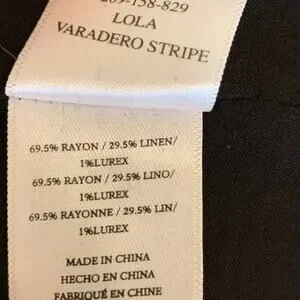 209-158-829
LOLA
VARADERO STRIPE
69.5% RAYON / 29.5% LINEN/
1%LUREX
69.5% RAYON / 29.5% LINO/
1%LUREX
69.5% RAYONNE / 29.5% LIN/
1%LUREX
MADE IN CHINA
HECHO EN CHINA
FABRIQUÉ EN CHINE